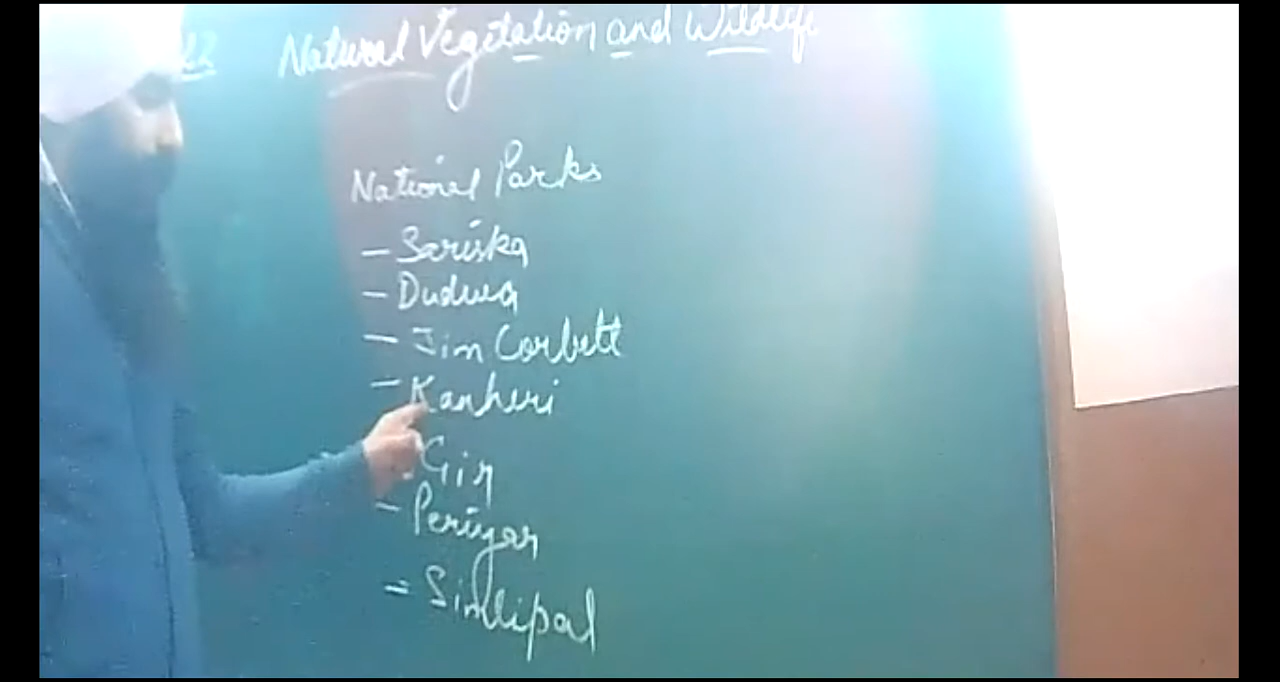 Natural Vegetation and Wildlife
National Parks
- Sariska
- Dudwa
- Jim Corbett
- Kanheri
Gir
- Periyar
- Simlipal